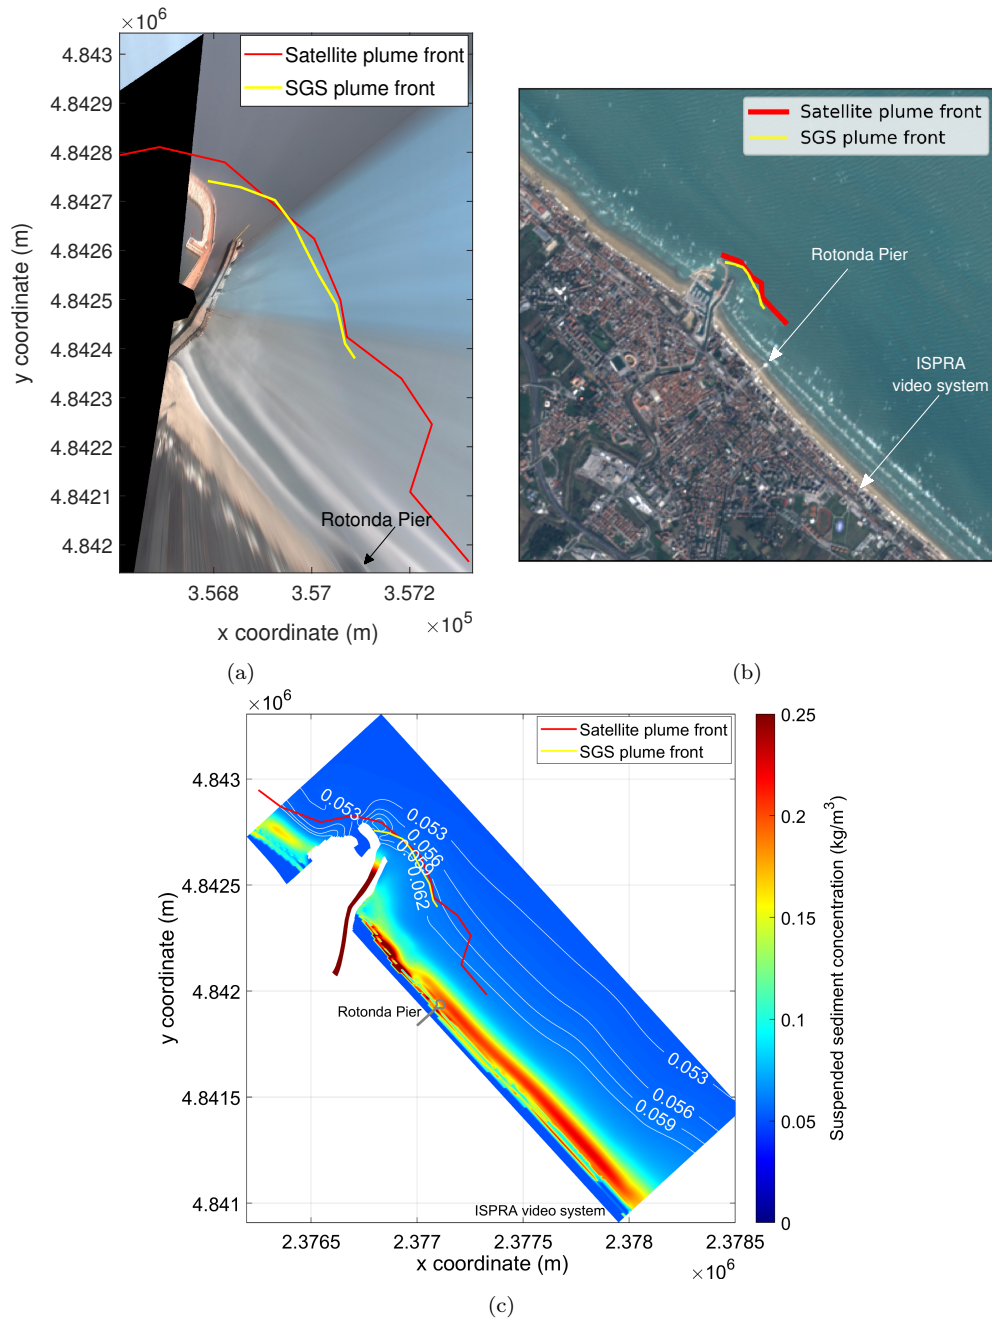 ×10⁶
Satellite plume front
SGS plume front
4.843
4.8429
4.8428
4.8427
4.8426
4.8425
4.8424
4.8423
4.8422
4.8421
4.842
y coordinate (m)
Rotonda Pier
3.568
3.57
3.572
×10⁵
x coordinate (m)
(a)
Satellite plume front
SGS plume front
Rotonda Pier
ISPRA
video system
(b)
×10⁶
Satellite plume front
SGS plume front
4.843
4.8425
4.842
4.8415
4.841
y coordinate (m)
0.053
0.053
0.056
0.059
0.062
Rotonda Pier
0.053
0.056
0.059
ISPRA video system
2.3765
2.377
2.3775
2.378
2.3785
x coordinate (m)
×10⁶
0.25
0.2
0.15
0.1
0.05
0
Suspended sediment concentration (kg/m³)
(c)